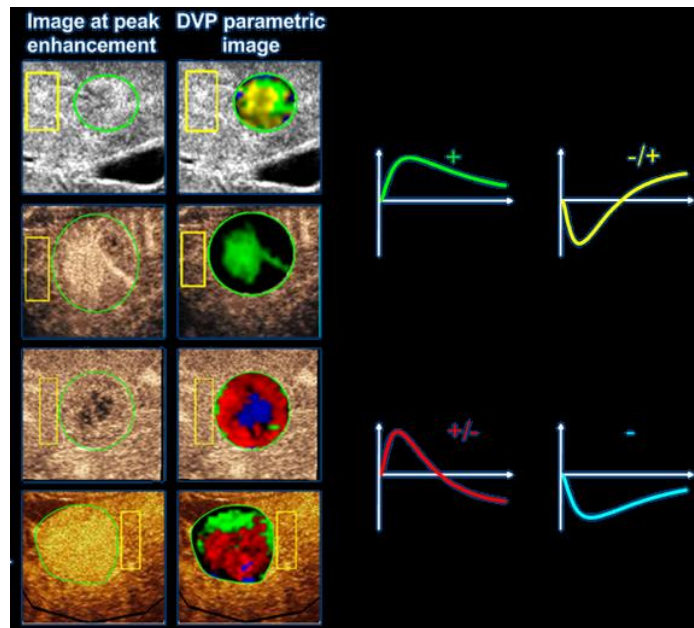 Image at peak
enhancement
DVP parametric
image
+
-/+
+/-
-